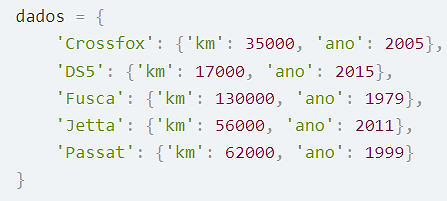 dados = {
    'Crossfox': {'km': 35000, 'ano': 2005},
    'DS5': {'km': 17000, 'ano': 2015},
    'Fusca': {'km': 130000, 'ano': 1979},
    'Jetta': {'km': 56000, 'ano': 2011},
    'Passat': {'km': 62000, 'ano': 1999}
}